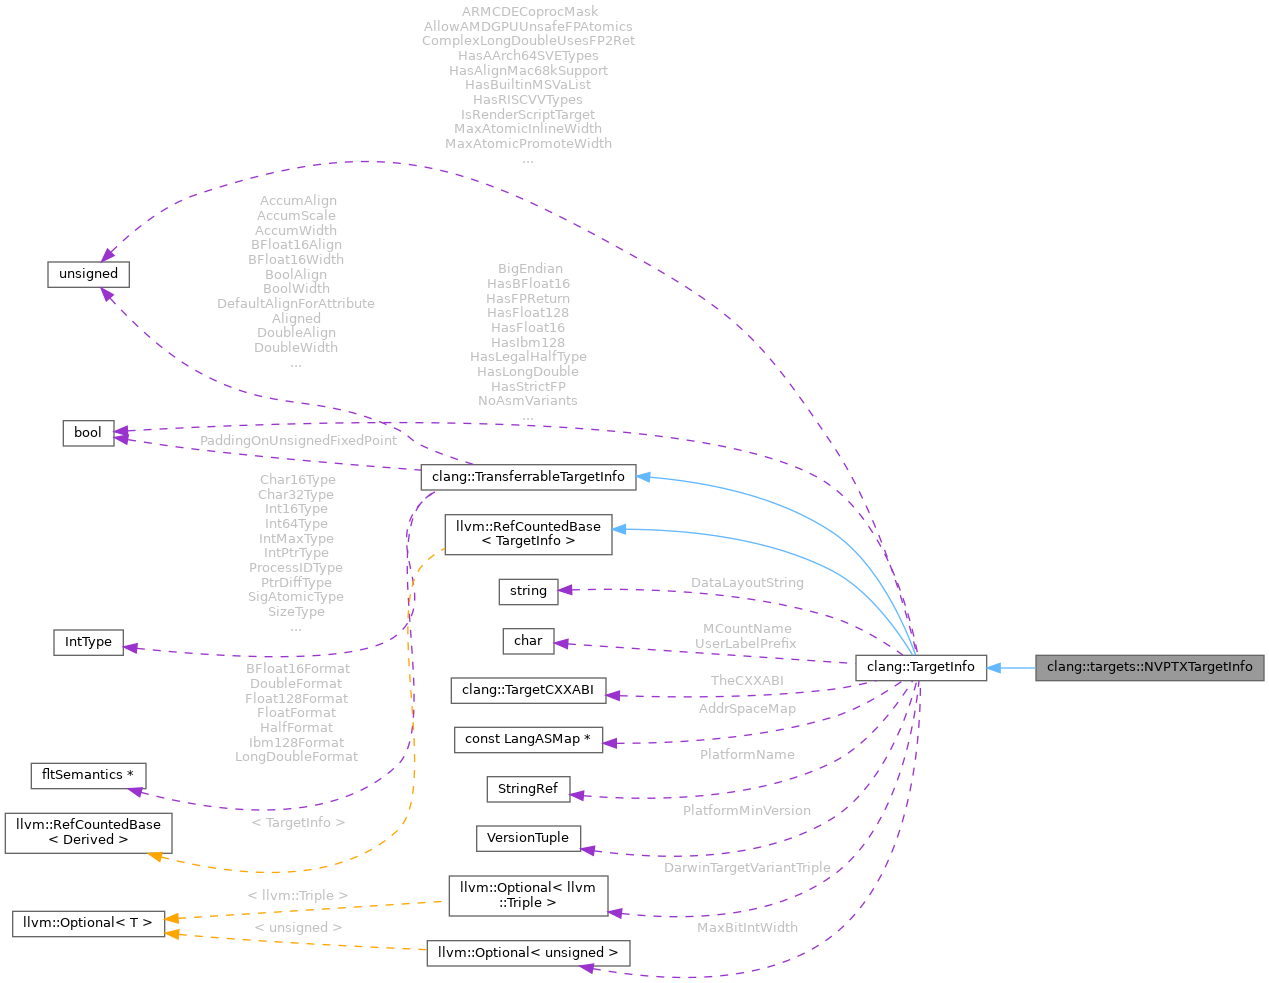 ARMCDECoprocMask
AllowAMDGPUUnsafeFPAtomics
ComplexLongDoubleUsesFP2Ret
HasAArch64SVETypes
HasAlignMac68kSupport
HasBuiltinMSVaList
HasRISCVVTypes
IsRenderScriptTarget
MaxAtomicInlineWidth
MaxAtomicPromoteWidth
...
AccumAlign
AccumScale
AccumWidth
BFloat16Align
BFloat16Width
BoolAlign
BoolWidth
DefaultAlignForAttribute
Aligned
DoubleAlign
DoubleWidth
...
unsigned
BigEndian
HasBFloat16
HasFPReturn
HasFloat128
HasFloat16
HasIbm128
HasLegalHalfType
HasLongDouble
HasStrictFP
NoAsmVariants
...
bool
PaddingOnUnsignedFixedPoint
clang::TransferrableTargetInfo
Char16Type
Char32Type
Int16Type
Int64Type
IntMaxType
IntPtrType
ProcessIDType
PtrDiffType
SigAtomicType
SizeType
...
llvm::RefCountedBase
< TargetInfo >
string
DataLayoutString
char
MCountName
UserLabelPrefix
IntType
clang::TargetInfo
clang::targets::NVPTXTargetInfo
clang::TargetCXXABI
TheCXXABI
BFloat16Format
DoubleFormat
Float128Format
FloatFormat
HalfFormat
Ibm128Format
LongDoubleFormat
const LangASMap *
AddrSpaceMap
fltSemantics *
StringRef
PlatformName
llvm::RefCountedBase
< Derived >
< TargetInfo >
VersionTuple
PlatformMinVersion
llvm::Optional< llvm
::Triple >
DarwinTargetVariantTriple
< llvm::Triple >
llvm::Optional< T >
< unsigned >
llvm::Optional< unsigned >
MaxBitIntWidth